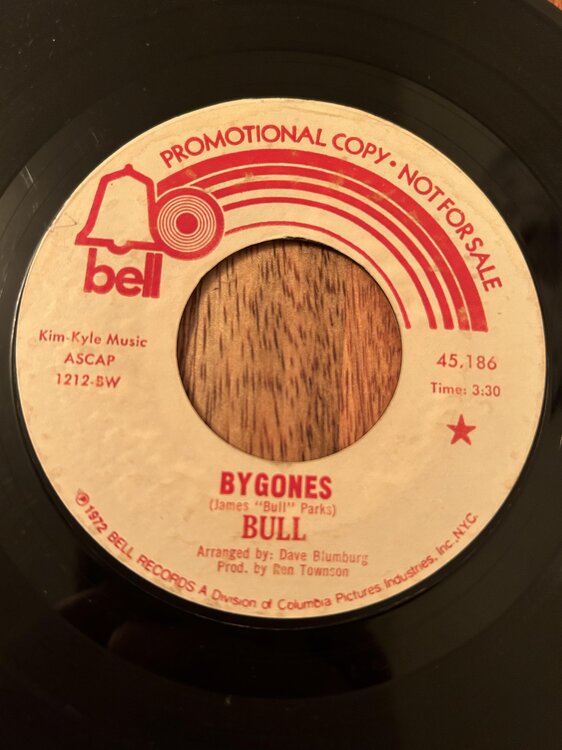 PROMOTIONAL COPY • NOT FOR SALE
bell
Kim-Kyle Music
ASCAP
1212-BW
45,186
Time: 3:30
BYGONES
(James "Bull" Parks)
BULL
Arranged by: Dave Blumburg
Prod. by Ren Townson
℗1972 BELL RECORDS A Division of Columbia Pictures Industries, Inc., N.Y.C.